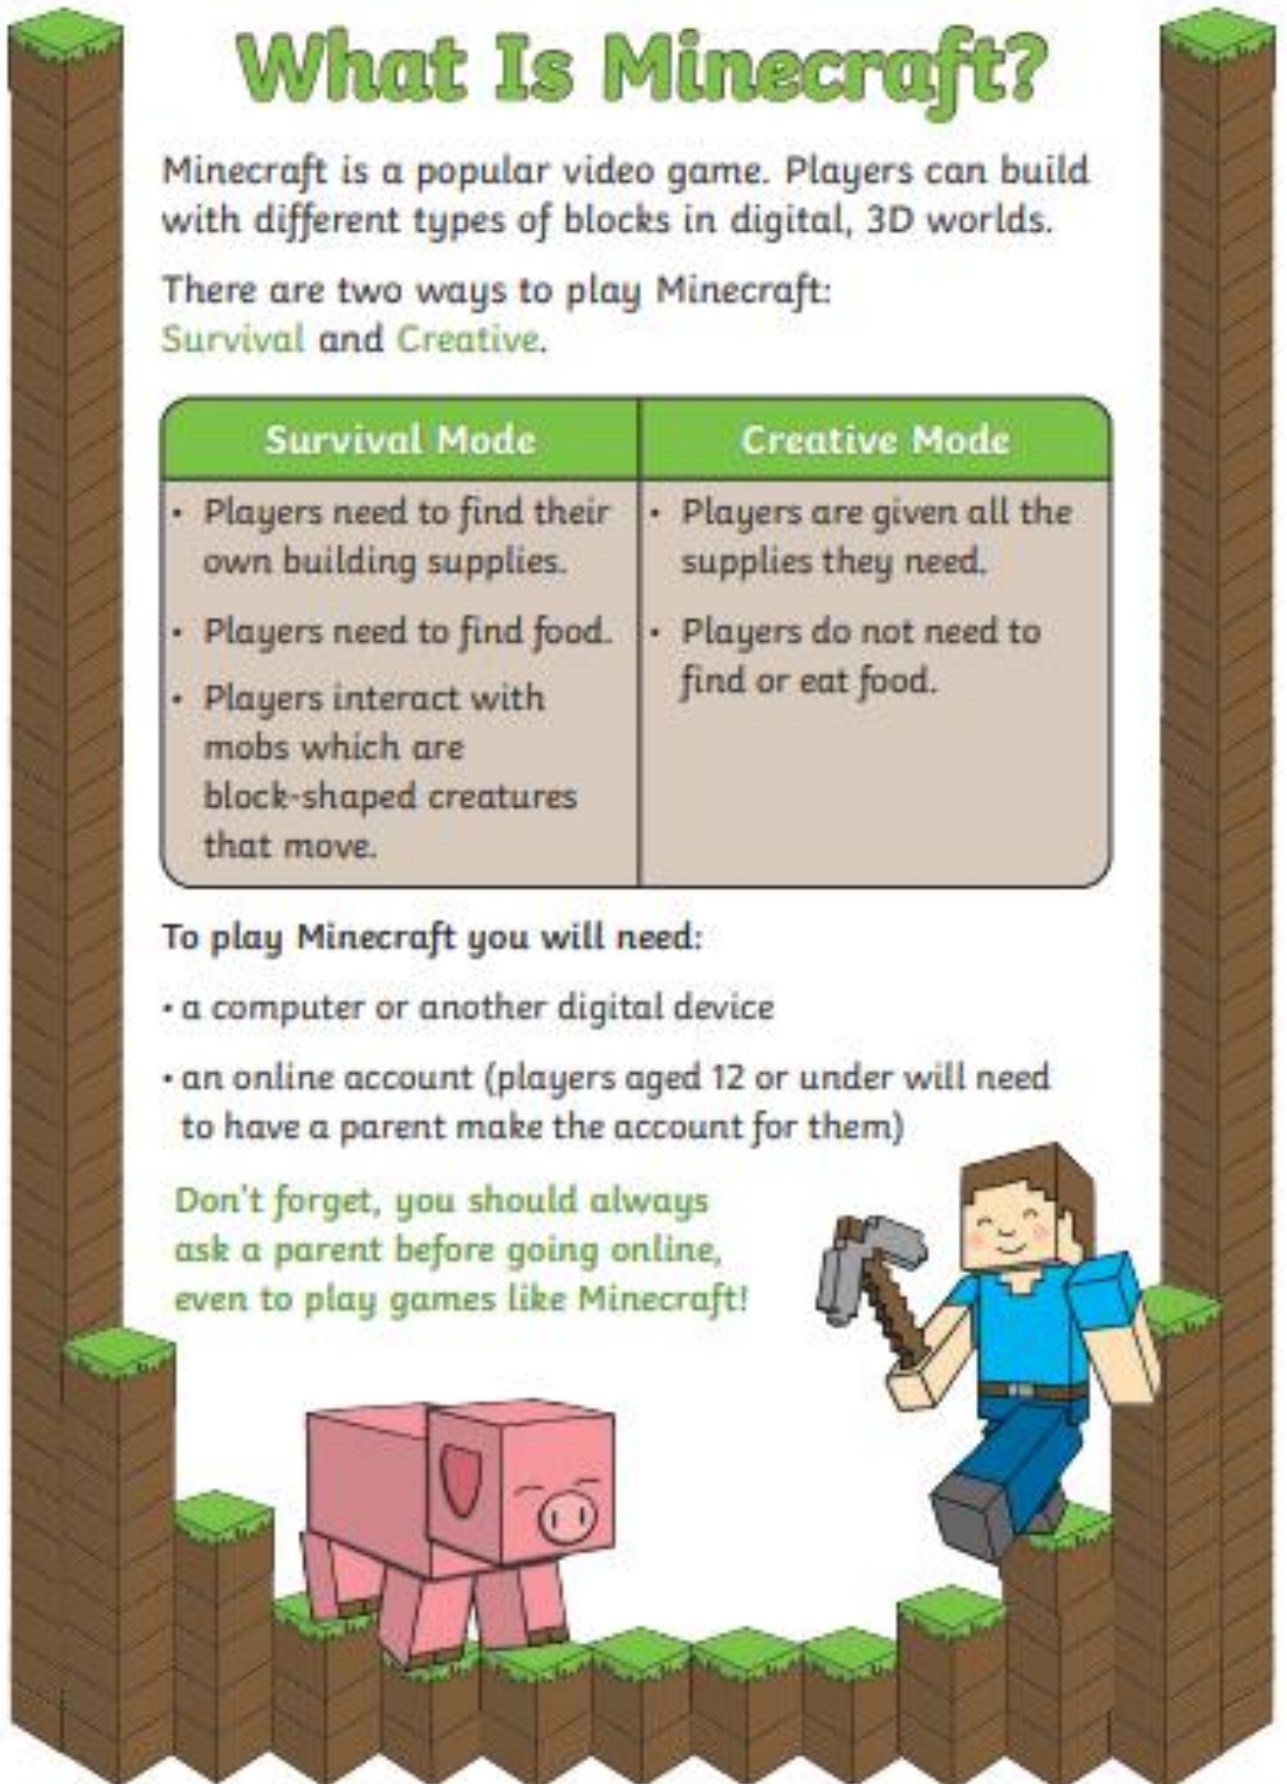 What Is Minecraft?
Minecraft is a popular video game. Players can build
with different types of blocks in digital, 3D worlds.
There are two ways to play Minecraft:
Survival and Creative.
Survival Mode
• Players need to find their
own building supplies.
• Players need to find food.
• Players interact with
mobs which are
block-shaped creatures
that move.
Creative Mode
• Players are given all the
supplies they need.
• Players do not need to
find or eat food.
To play Minecraft you will need:
• a computer or another digital device
• an online account (players aged 12 or under will need
to have a parent make the account for them)
Don't forget, you should always
ask a parent before going online,
even to play games like Minecraft!